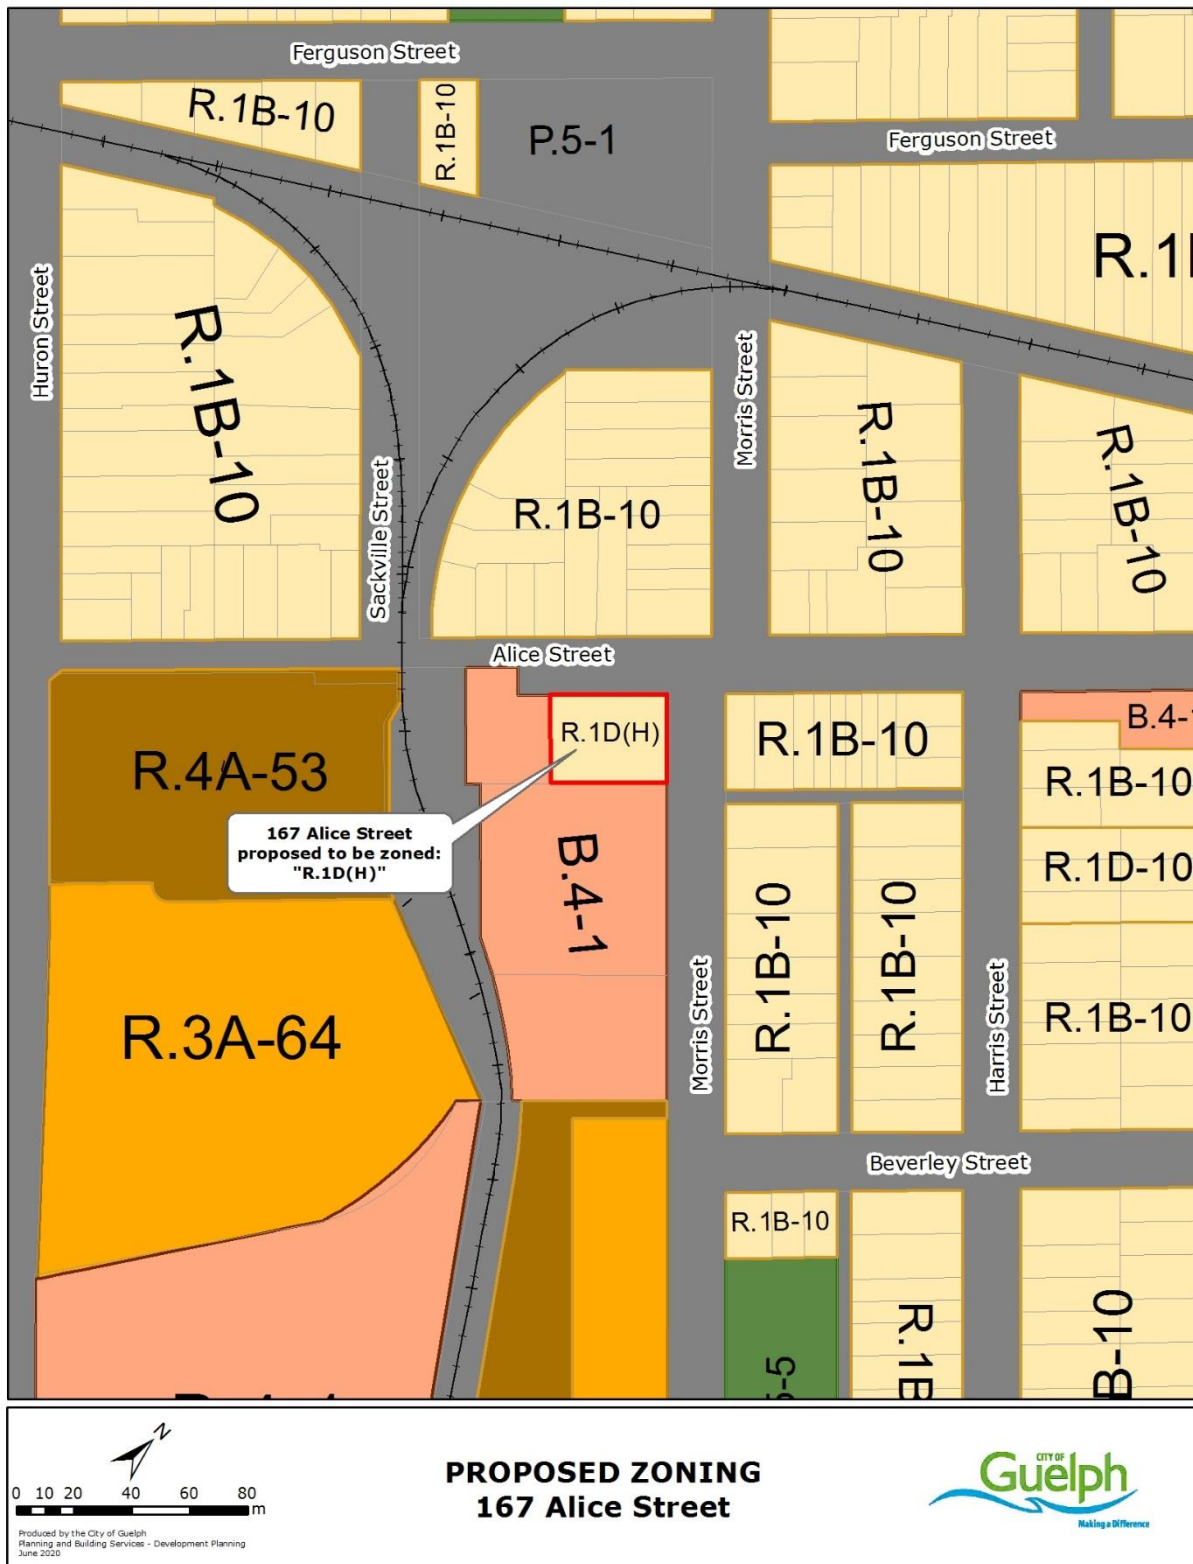 Ferguson Street
R.1B-10
R.1B-10
P.5-1
Ferguson Street
Huron Street
R.1B-10
Sackville Street
R.1B-10
Morris Street
R.1B-10
R.1B-10
Alice Street
R.4A-53
R.1D(H)
167 Alice Street
proposed to be zoned:
"R.1D(H)"
B.4-1
R.1B-10
R.1B-10
R.1D-10
R.3A-64
Morris Street
R.1B-10
R.1B-10
Harris Street
R.1B-10
Beverley Street
R.1B-10
N
0 10 20 40 60 80
m
Produced by the City of Guelph
Planning and Building Services - Development Planning
June 2020
PROPOSED ZONING
167 Alice Street
CITY OF
Guelph
Making a Difference